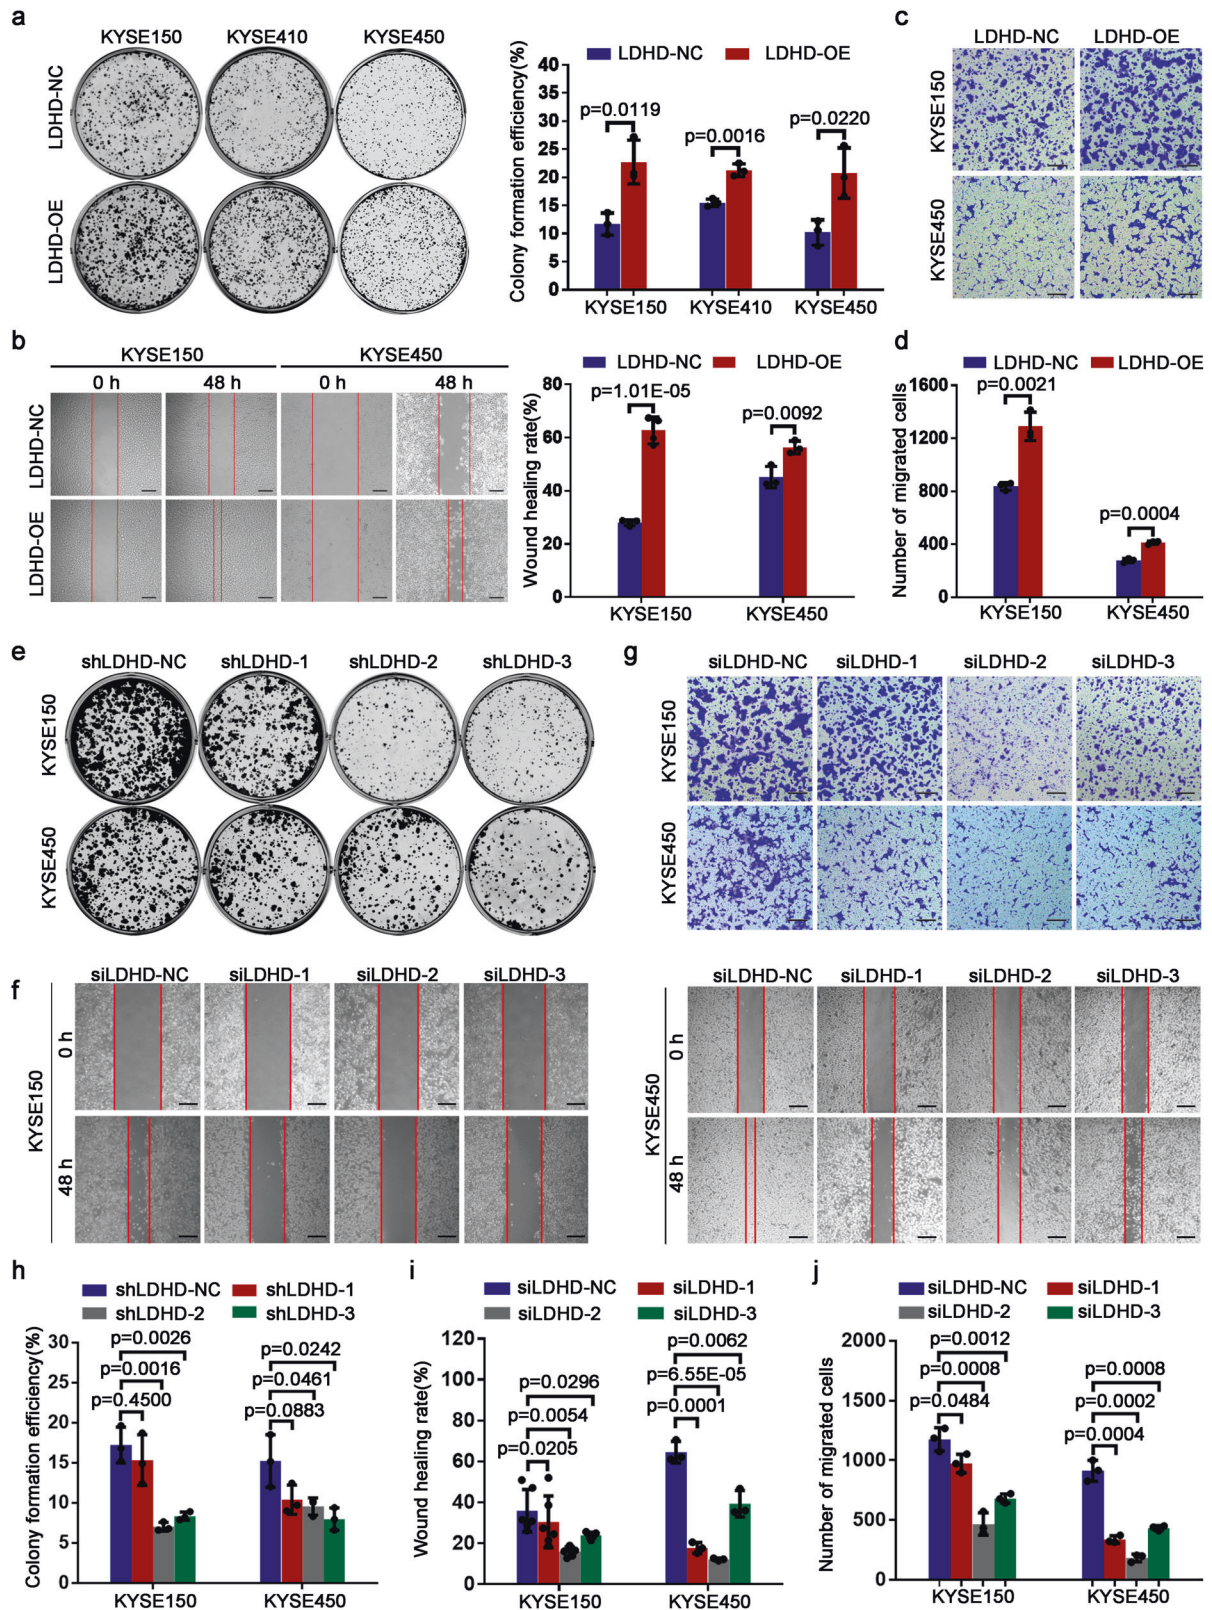 a
KYSE150 KYSE410 KYSE450
LDHD-NC
LDHD-OE
LDHD-NC LDHD-OE
Colony formation efficiency(%)
40
35
30
25
20
15
10
5
0
p=0.0119
p=0.0016
p=0.0220
KYSE150 KYSE410 KYSE450
c
LDHD-NC LDHD-OE
KYSE150
KYSE450
b
KYSE150 KYSE450
0 h 48 h 0 h 48 h
LDHD-NC
LDHD-OE
LDHD-NC LDHD-OE
Wound healing rate(%)
80
60
40
20
0
p=1.01E-05
p=0.0092
KYSE150 KYSE450
d
LDHD-NC LDHD-OE
Number of migrated cells
1600
1200
800
400
0
p=0.0021
p=0.0004
KYSE150 KYSE450
e
shLDHD-NC shLDHD-1 shLDHD-2 shLDHD-3
KYSE150
KYSE450
g
siLDHD-NC siLDHD-1 siLDHD-2 siLDHD-3
KYSE150
KYSE450
f
siLDHD-NC siLDHD-1 siLDHD-2 siLDHD-3
KYSE150
0 h
48 h
siLDHD-NC siLDHD-1 siLDHD-2 siLDHD-3
KYSE450
0 h
48 h
h
shLDHD-NC shLDHD-1
shLDHD-2 shLDHD-3
Colony formation efficiency(%)
30
25
20
15
10
5
0
p=0.0026
p=0.0016
p=0.4500
p=0.0242
p=0.0461
p=0.0883
KYSE150 KYSE450
i
siLDHD-NC siLDHD-1
siLDHD-2 siLDHD-3
Wound healing rate(%)
120
100
80
60
40
20
0
p=0.0296
p=0.0054
p=0.0205
p=0.0062
p=6.55E-05
p=0.0001
KYSE150 KYSE450
j
siLDHD-NC siLDHD-1
siLDHD-2 siLDHD-3
Number of migrated cells
2000
1500
1000
500
0
p=0.0012
p=0.0008
p=0.0484
p=0.0008
p=0.0002
p=0.0004
KYSE150 KYSE450